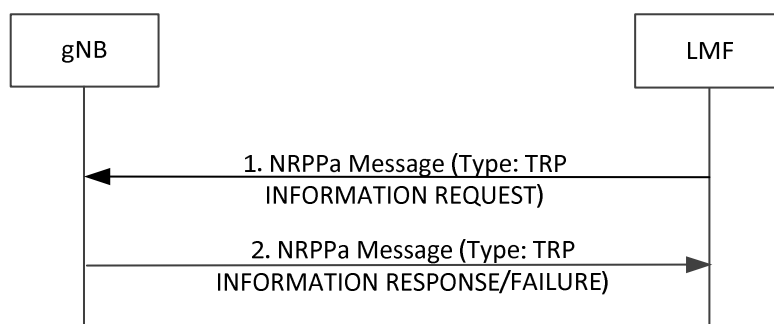 gNB
LMF
1. NRPPa Message (Type: TRP
INFORMATION REQUEST)
2. NRPPa Message (Type: TRP
INFORMATION RESPONSE/FAILURE)